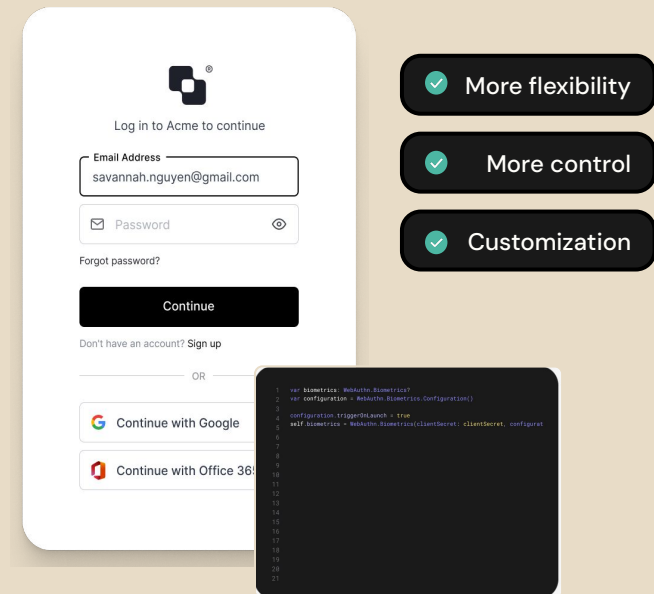 ®
Log in to Acme to continue
Email Address
savannah.nguyen@gmail.com
Password
Forgot password?
Continue
Don't have an account? Sign up
OR
Continue with Google
Continue with Office 365
More flexibility
More control
Customization
1 var biometrics: WebAuthn.Biometrics?
2 var configuration = WebAuthn.Biometrics.Configuration()
3
4 configuration.triggerOnLaunch = true
5 self.biometrics = WebAuthn.Biometrics(clientSecret: clientSecret, configurat
6
7
8
9
10
11
12
13
14
15
16
17
18
19
20
21